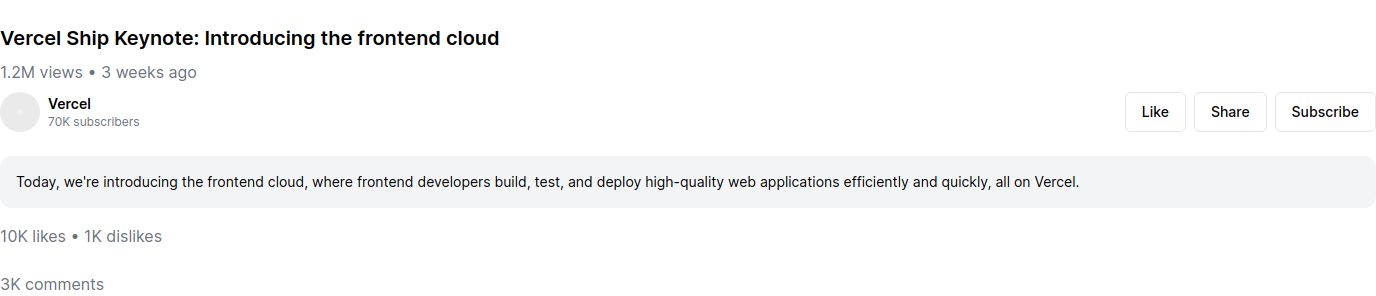 Vercel Ship Keynote: Introducing the frontend cloud
1.2M views • 3 weeks ago
Vercel
70K subscribers
Like
Share
Subscribe
Today, we're introducing the frontend cloud, where frontend developers build, test, and deploy high-quality web applications efficiently and quickly, all on Vercel.
10K likes • 1K dislikes
3K comments